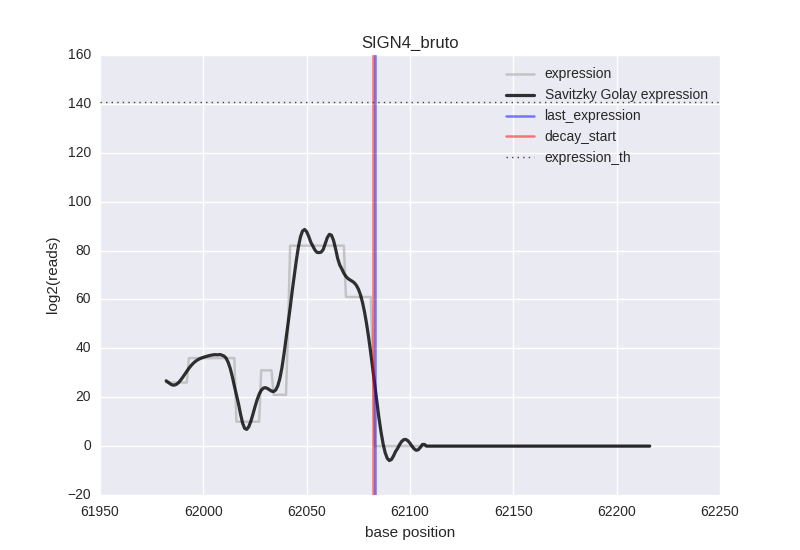 SIGN4_bruto
160
140
120
100
80
60
40
20
0
−20
log2(reads)
expression
Savitzky Golay expression
last_expression
decay_start
expression_th
61950 62000 62050 62100 62150 62200 62250
base position